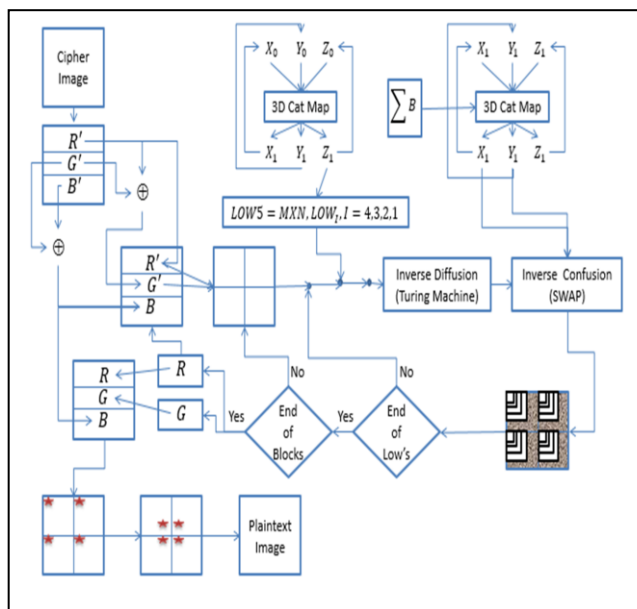 Cipher
Image
R'
G'
B'
⊕
⊕
X₀ Y₀ Z₀
3D Cat Map
X₁ Y₁ Z₁
∑ B
X₁ Y₁ Z₁
3D Cat Map
X₁ Y₁ Z₁
LOW5 = MXN, LOW_I, I = 4,3,2,1
R'
G'
B
Inverse Diffusion
(Turing Machine)
Inverse Confusion
(SWAP)
R
G
B
R
G
Yes
No
End
of
Blocks
Yes
No
End
of
Low's
Plaintext
Image